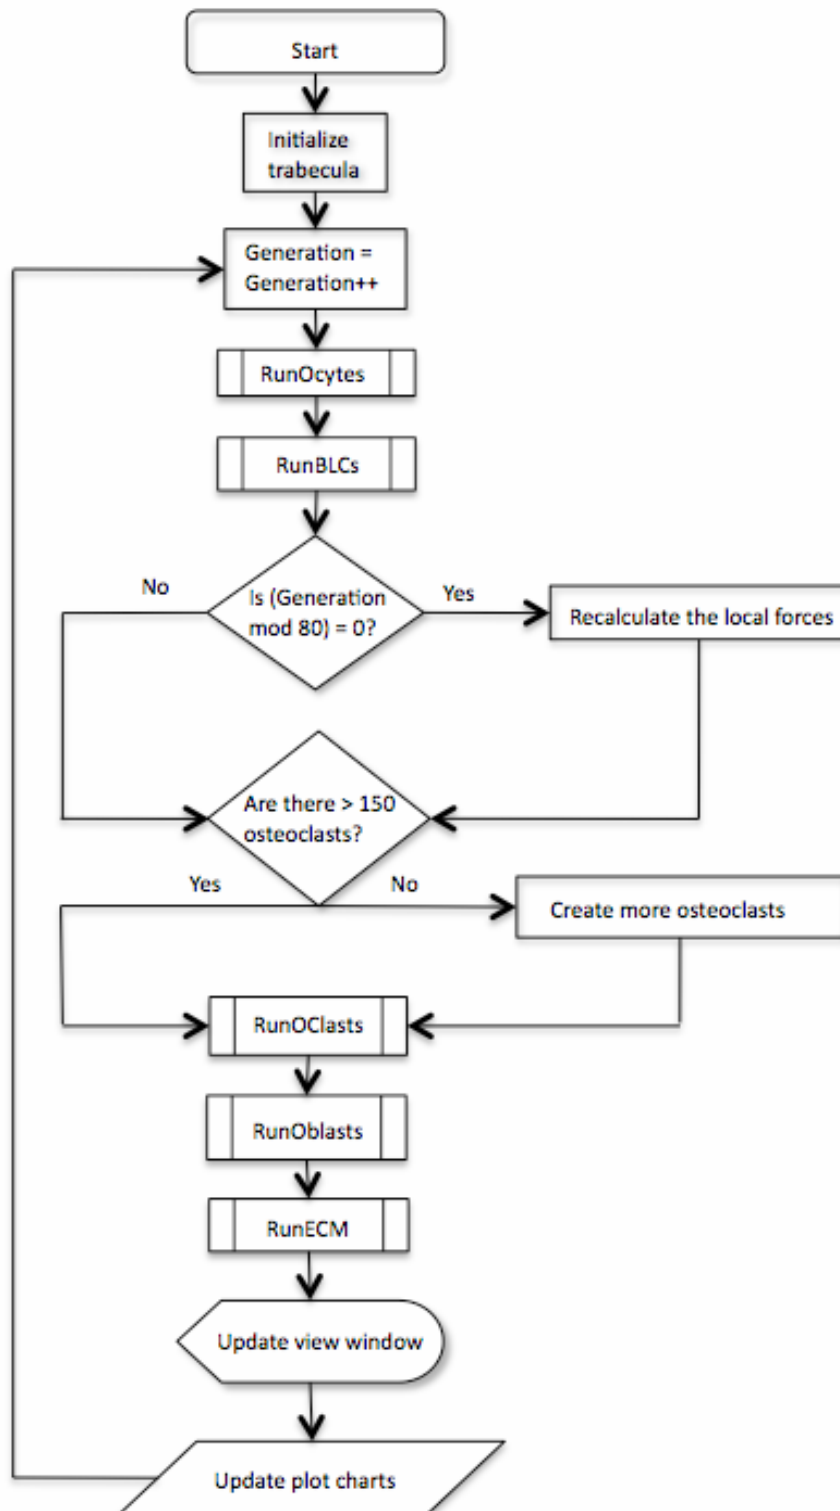 Start
Initialize
trabecula
Generation =
Generation++
RunOcytes
RunBLCs
No
Is (Generation
mod 80) = 0?
Yes
Recalculate the local forces
Are there > 150
osteoclasts?
Yes
No
Create more osteoclasts
RunOClasts
RunOblasts
RunECM
Update view window
Update plot charts